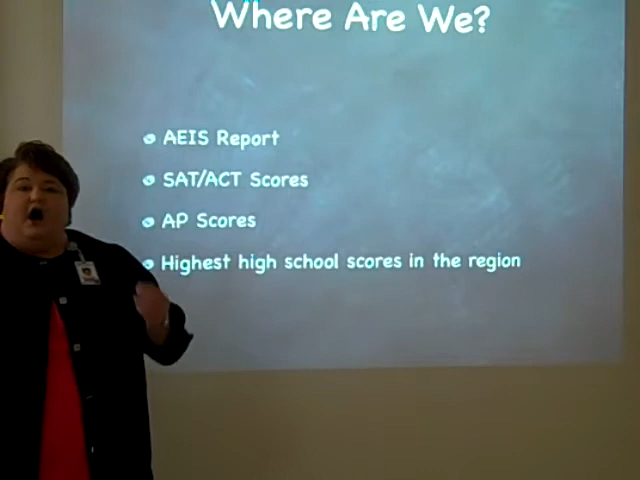 Where Are We?
AEIS Report
SAT/ACT Scores
AP Scores
Highest high school scores in the region